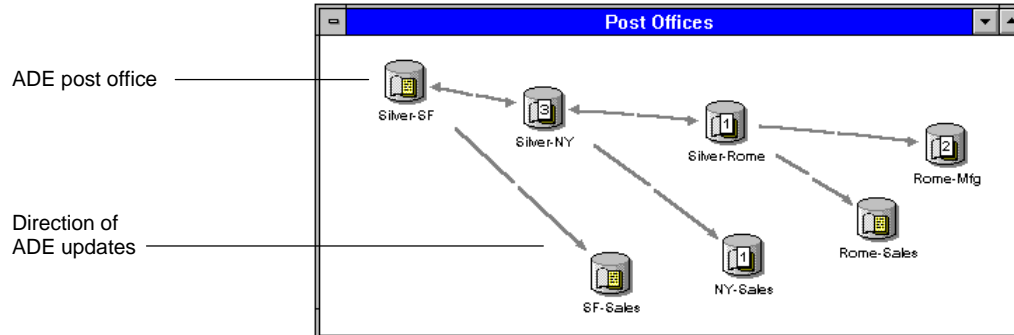 Post Offices
ADE post office
Silver-SF
3
Silver-NY
1
Silver-Rome
2
Rome-Mfg
Direction of
ADE updates
Rome-Sales
1
NY-Sales
SF-Sales